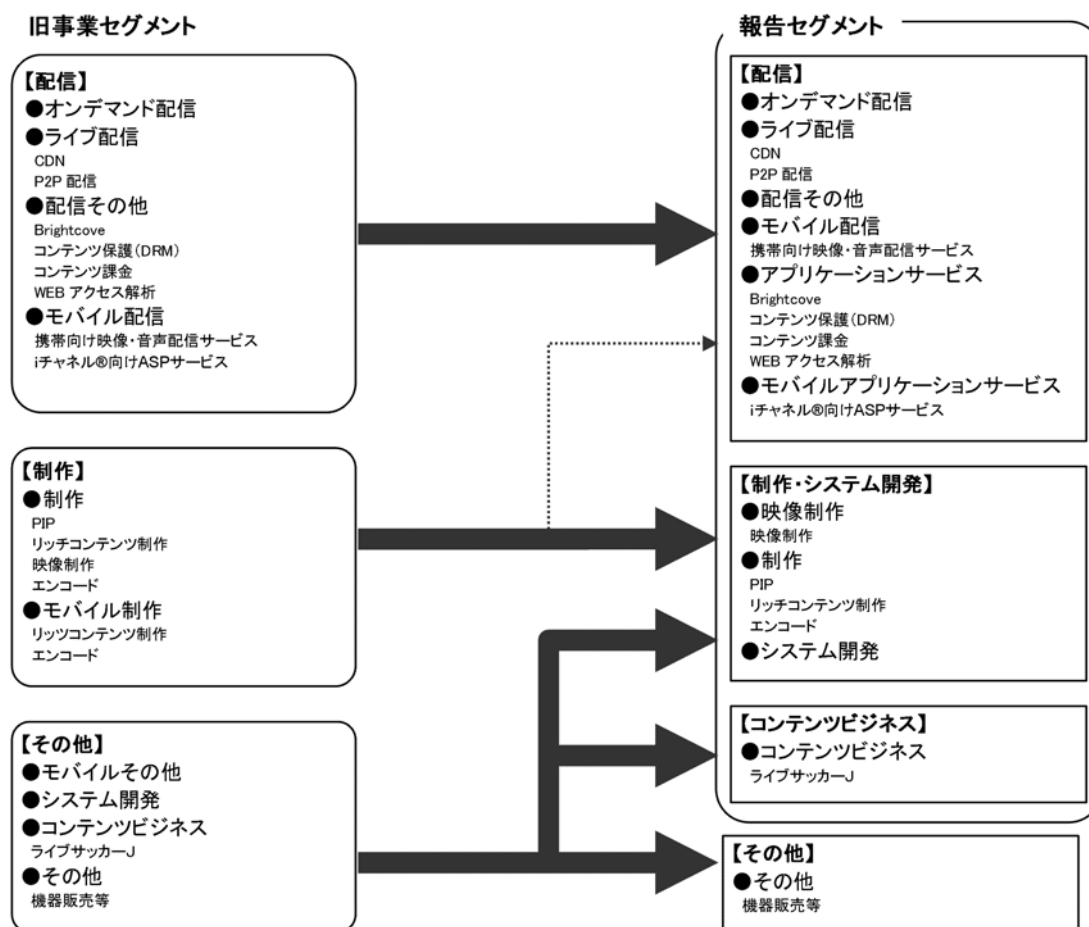 旧事業セグメント
【配信】
●オンデマンド配信
●ライブ配信
CDN
P2P 配信
●配信その他
Brightcove
コンテンツ保護(DRM)
コンテンツ課金
WEB アクセス解析
●モバイル配信
携帯向け映像・音声配信サービス
iチャネル®向けASPサービス
【制作】
●制作
PIP
リッチコンテンツ制作
映像制作
エンコード
●モバイル制作
リッツコンテンツ制作
エンコード
【その他】
●モバイルその他
●システム開発
●コンテンツビジネス
ライブサッカーJ
●その他
機器販売等
報告セグメント
【配信】
●オンデマンド配信
●ライブ配信
CDN
P2P 配信
●配信その他
●モバイル配信
携帯向け映像・音声配信サービス
●アプリケーションサービス
Brightcove
コンテンツ保護(DRM)
コンテンツ課金
WEB アクセス解析
●モバイルアプリケーションサービス
iチャネル®向けASPサービス
【制作・システム開発】
●映像制作
映像制作
●制作
PIP
リッチコンテンツ制作
エンコード
●システム開発
【コンテンツビジネス】
●コンテンツビジネス
ライブサッカーJ
【その他】
●その他
機器販売等